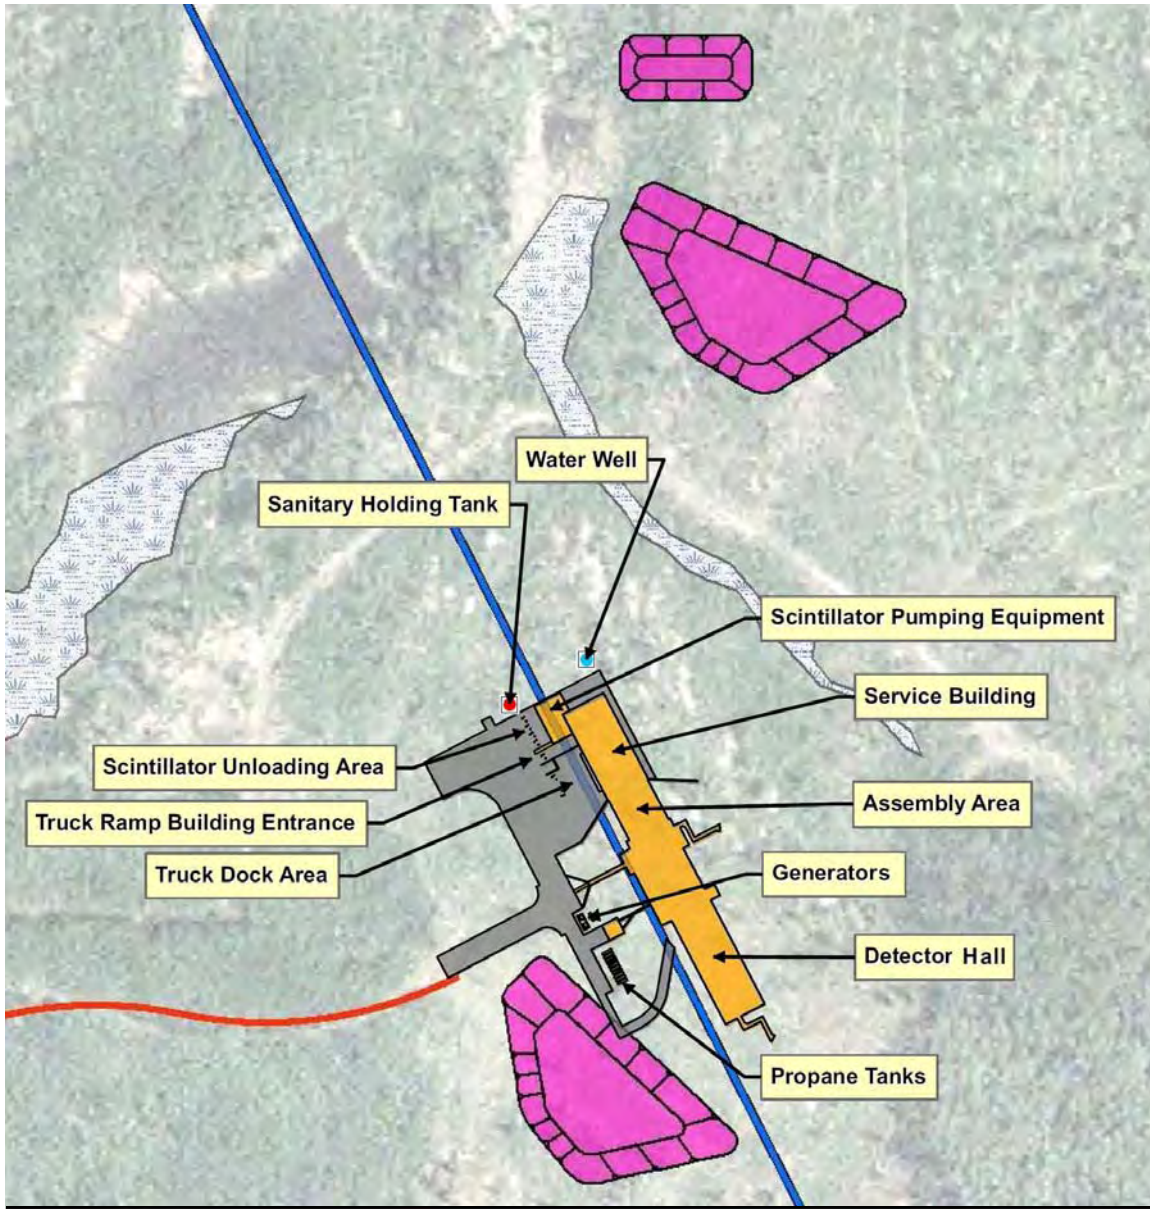 Water Well
Sanitary Holding Tank
Scintillator Pumping Equipment
Service Building
Scintillator Unloading Area
Assembly Area
Truck Ramp Building Entrance
Truck Dock Area
Generators
Detector Hall
Propane Tanks